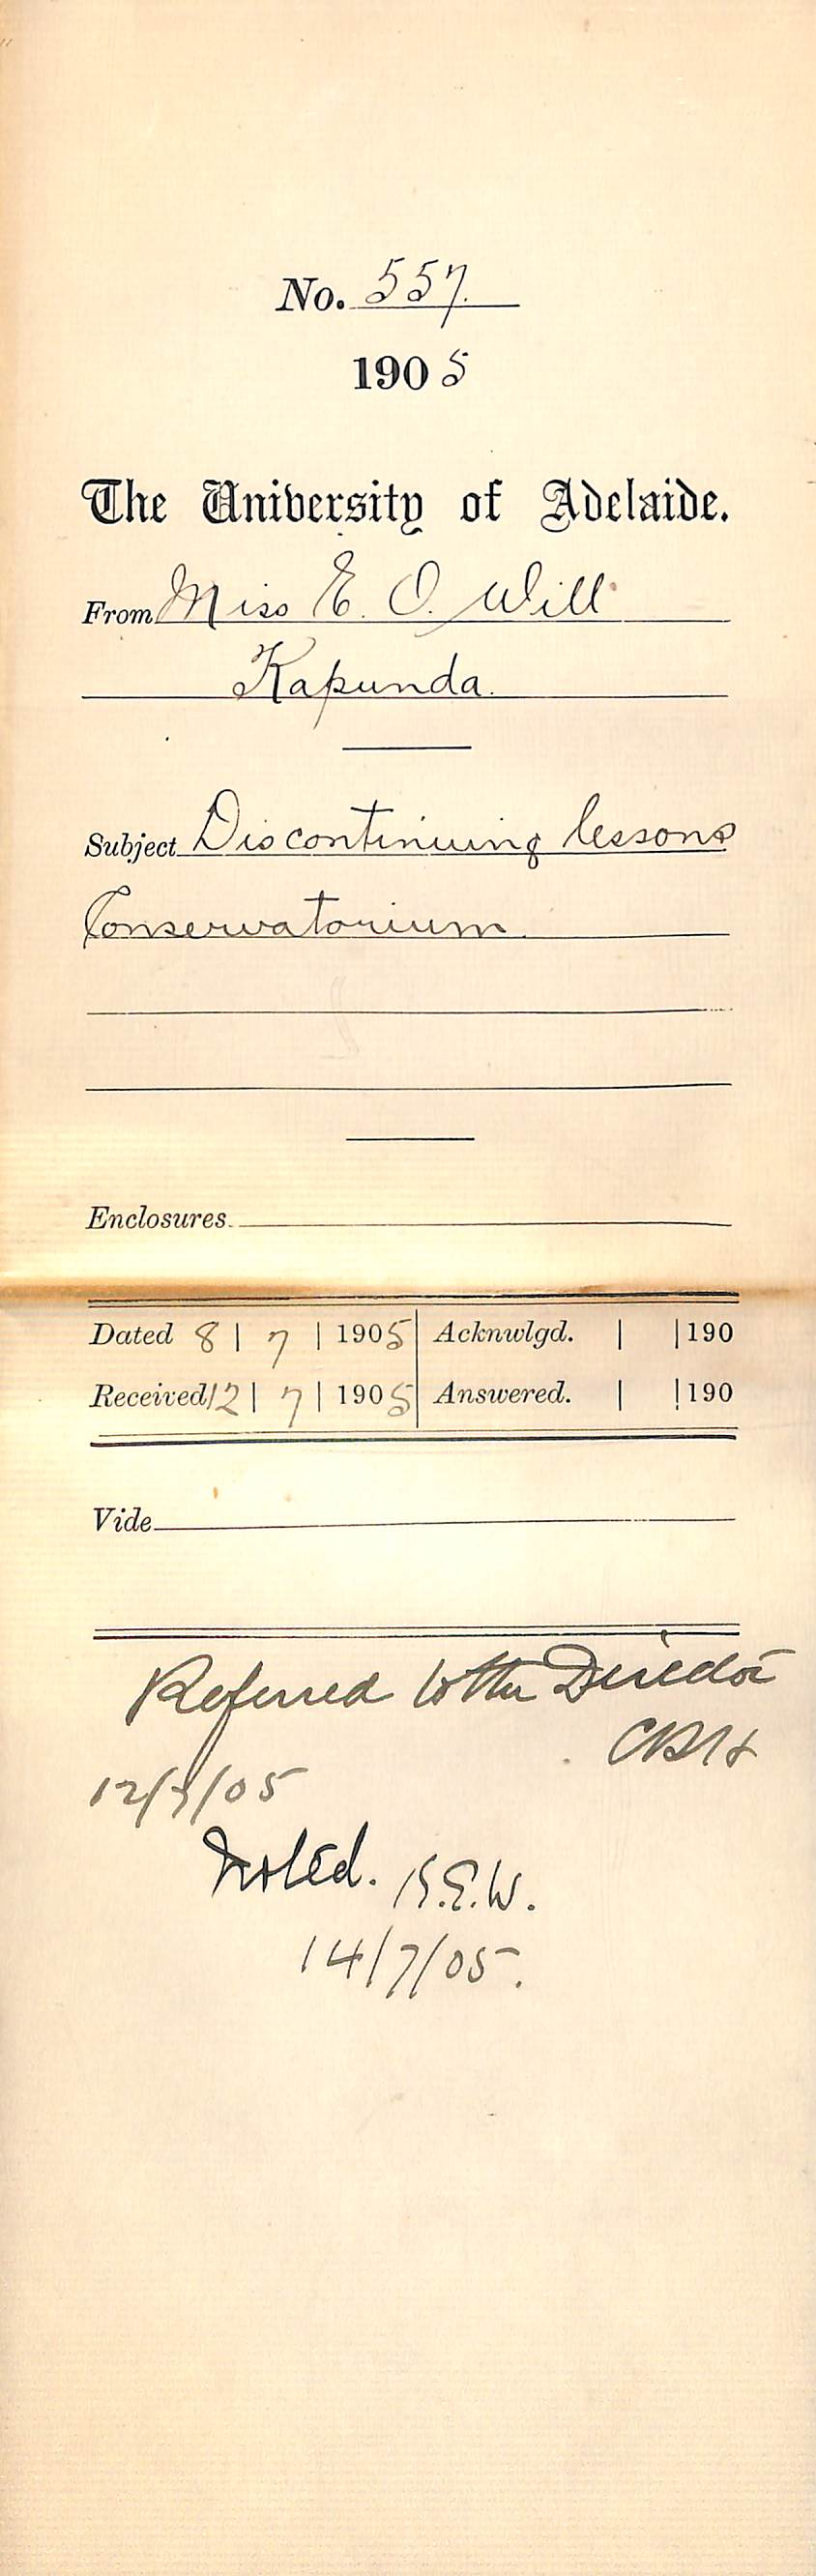 No. 557.
1905
The University of Adelaide.
From Miss E. O. Will
Kapunda.
Subject Discontinuing lessons
Conservatorium.
Enclosures.
Dated 8 | 7 | 1905 Acknwlgd. | | 190
Received 12 | 7 | 1905 Answered. | | 190
Vide
Referred to the Director
12/7/05
Noted. K.E.W.
14/7/05.